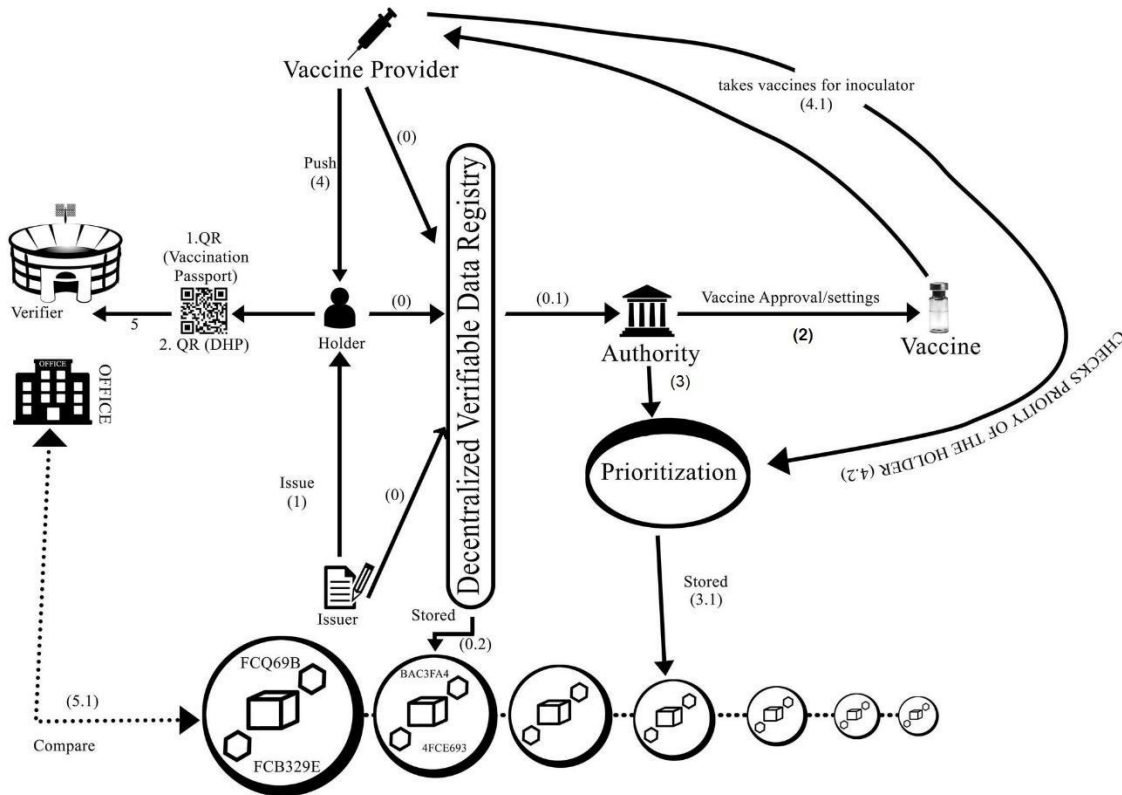 Vaccine Provider
takes vaccines for inoculator
(4.1)
(0)
Push
(4)
1.QR
(Vaccination
Passport)
Verifier
5
2. QR (DHP)
Holder
(0)
Decentralized Verifiable Data Registry
(0.1)
Authority
Vaccine Approval/settings
(2)
Vaccine
(3)
CHECKS PRIOITY OF THE HOLDER (4.2)
OFFICE
OFFICE
Prioritization
Issue
(1)
(0)
Issuer
Stored
(0.2)
Stored
(3.1)
FCQ69B
FCB329E
BAC3FA4
4FCE693
(5.1)
Compare